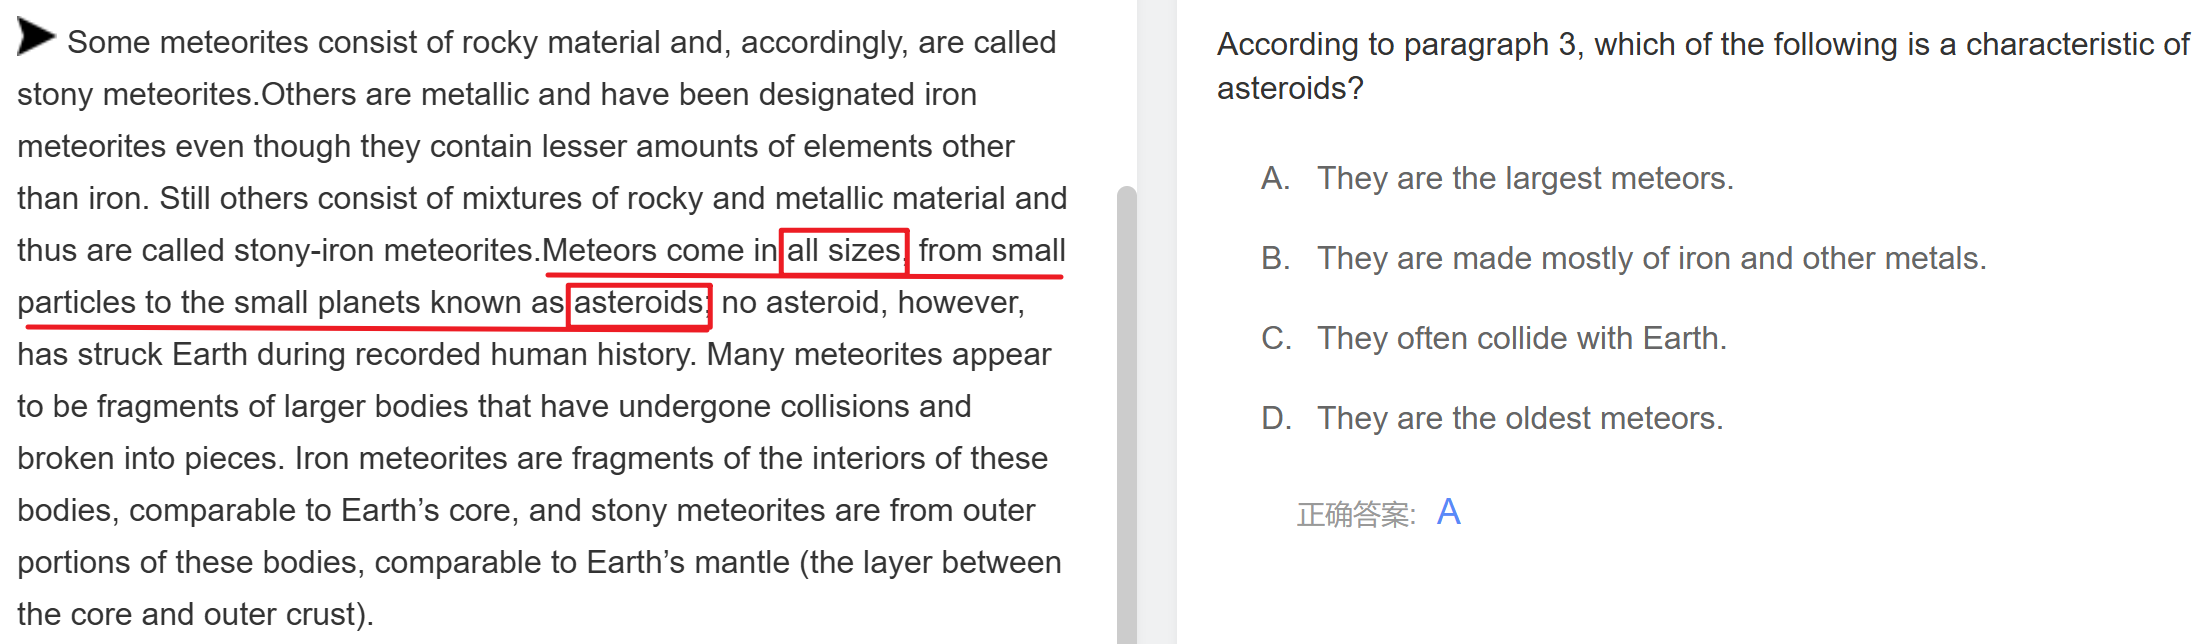 Some meteorites consist of rocky material and, accordingly, are called
stony meteorites.Others are metallic and have been designated iron
meteorites even though they contain lesser amounts of elements other
than iron. Still others consist of mixtures of rocky and metallic material and
thus are called stony-iron meteorites.Meteors come in all sizes, from small
particles to the small planets known as asteroids; no asteroid, however,
has struck Earth during recorded human history. Many meteorites appear
to be fragments of larger bodies that have undergone collisions and
broken into pieces. Iron meteorites are fragments of the interiors of these
bodies, comparable to Earth’s core, and stony meteorites are from outer
portions of these bodies, comparable to Earth’s mantle (the layer between
the core and outer crust).
According to paragraph 3, which of the following is a characteristic of
asteroids?
A. They are the largest meteors.
B. They are made mostly of iron and other metals.
C. They often collide with Earth.
D. They are the oldest meteors.
正确答案: A